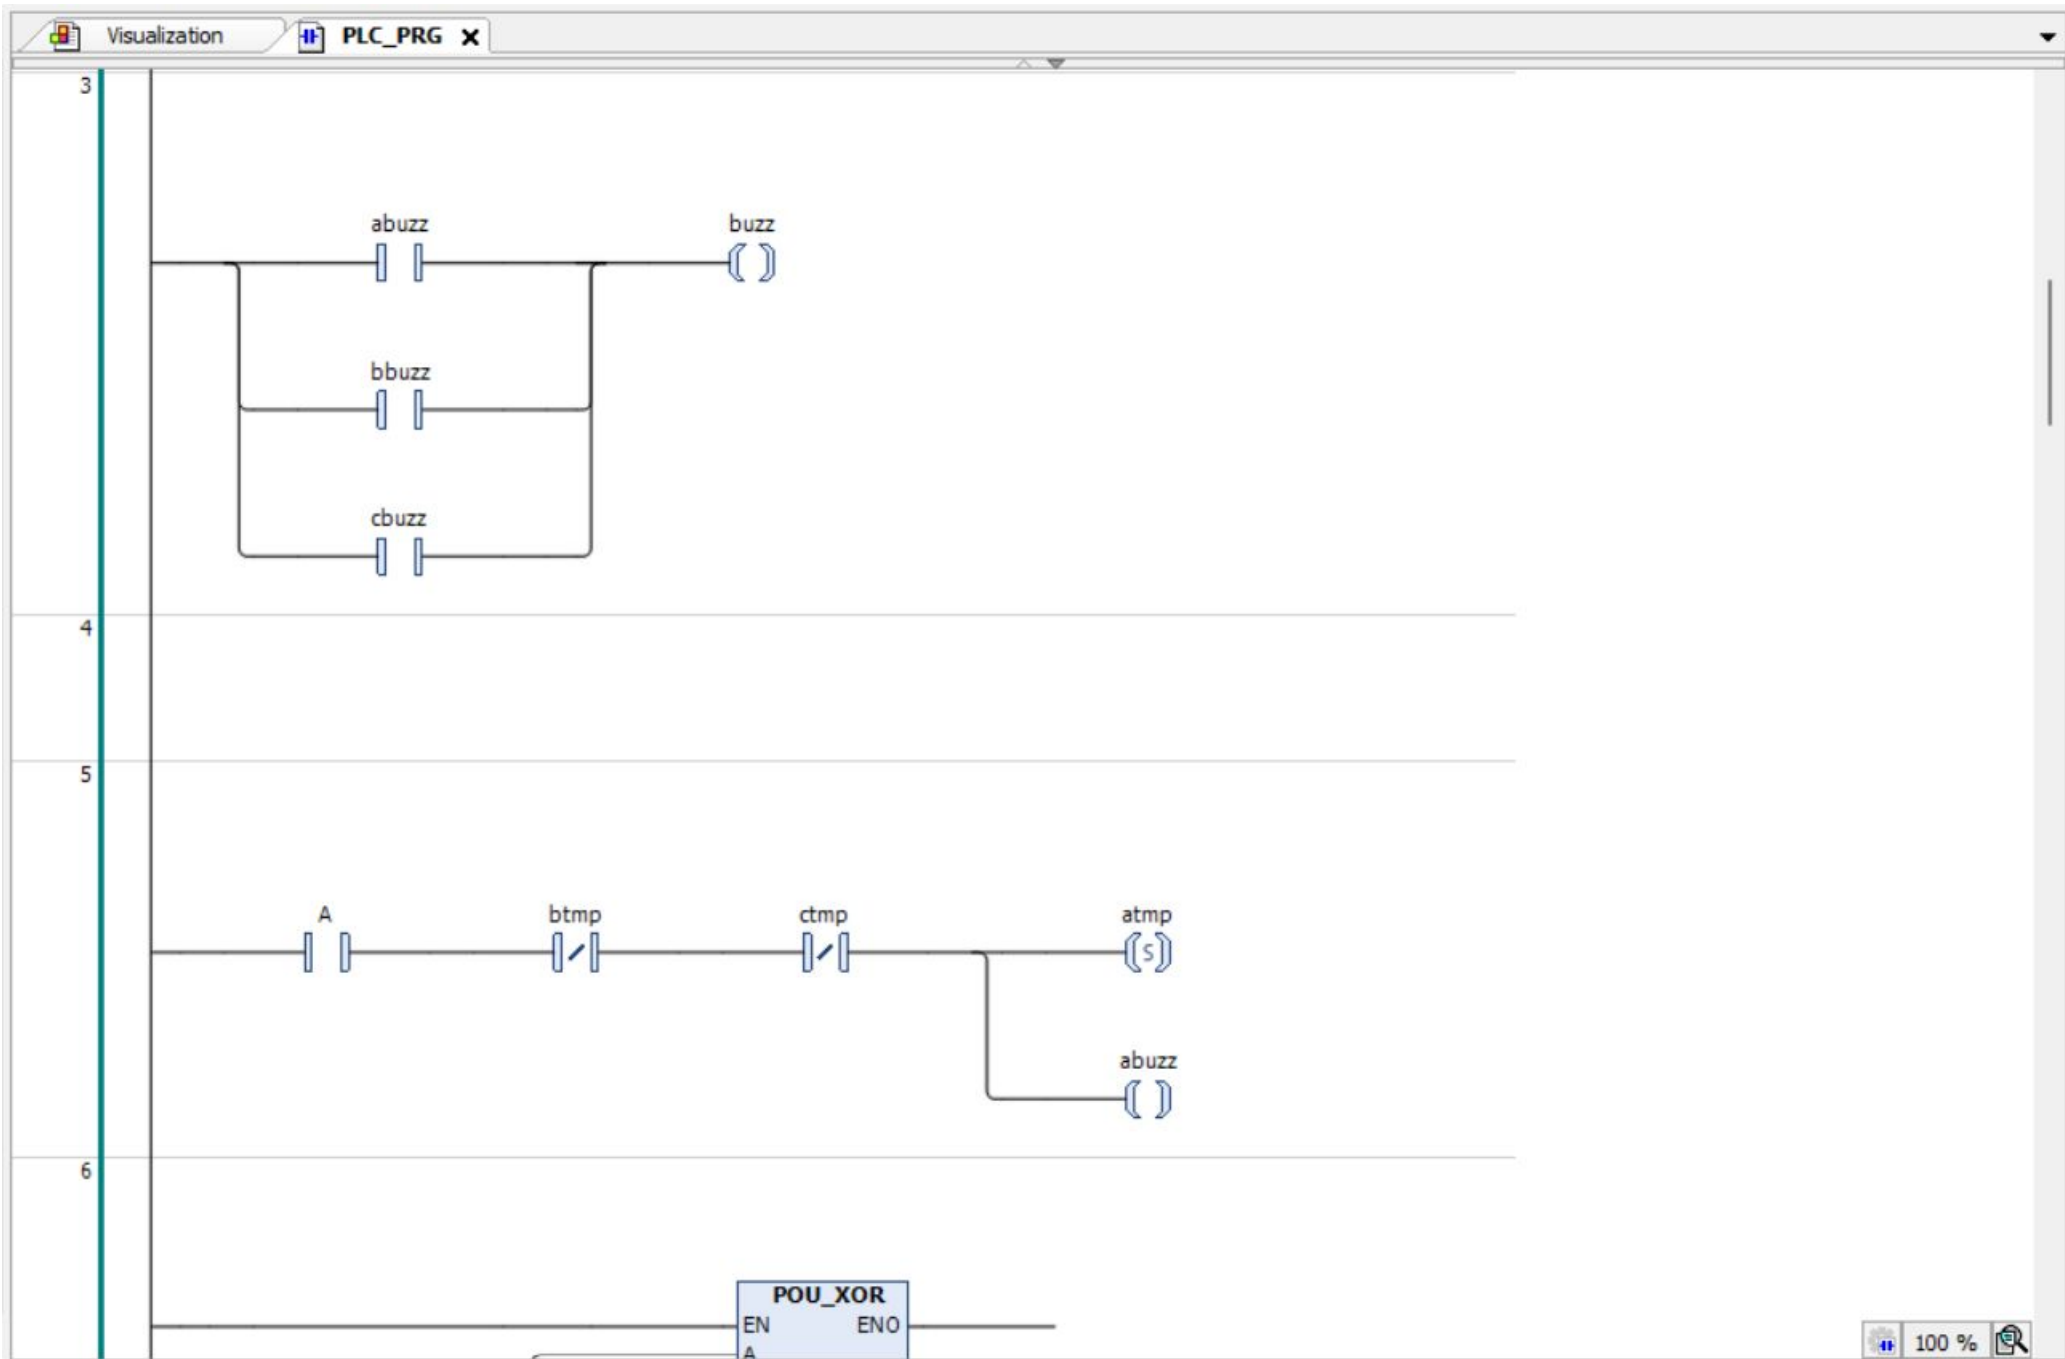 Visualization
PLC_PRG
3
abuzz
buzz
bbuzz
cbuzz
4
5
A
btmp
ctmp
atmp
S
abuzz
6
POU_XOR
EN ENO
A
100 %